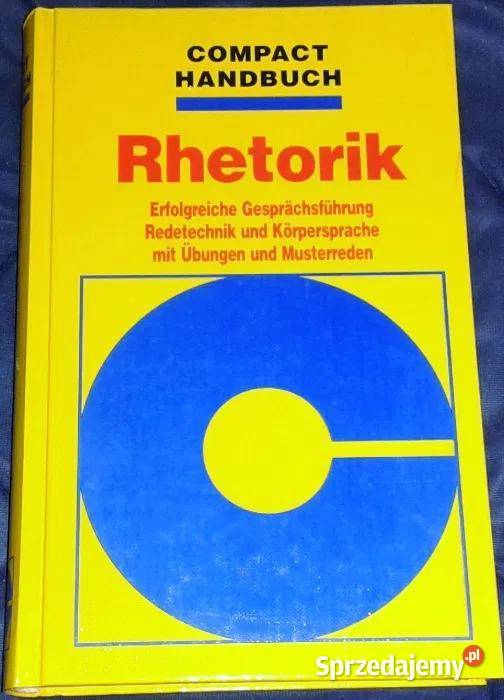 COMPACT
HANDBUCH
Rhetorik
Erfolgreiche Gesprächsführung
Redetechnik und Körpersprache
mit Übungen und Musterreden
Sprzedajemy.pl